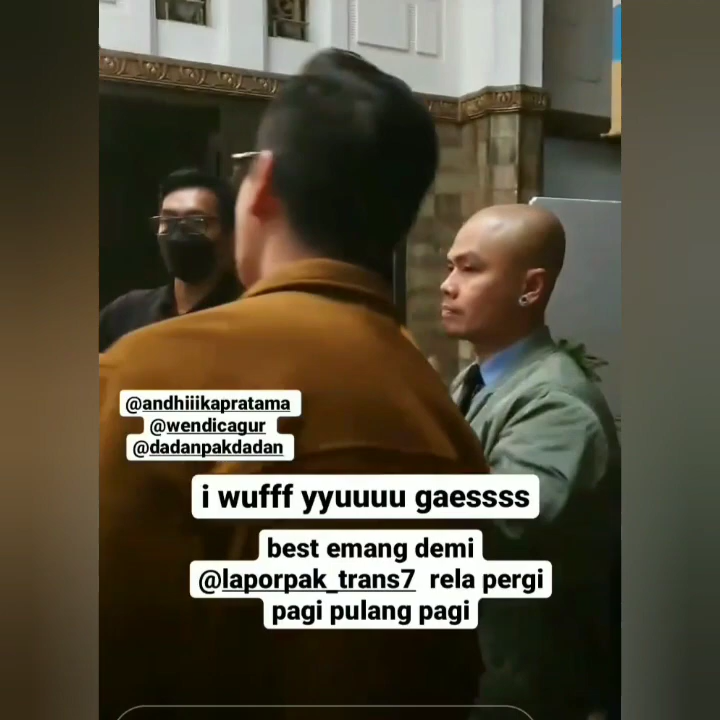 @andhiiikapratama
@wendicagur
@dadanpakdadan
i wufff yyuuuu gaessss
best emang demi
@laporpak_trans7 rela pergi
pagi pulang pagi